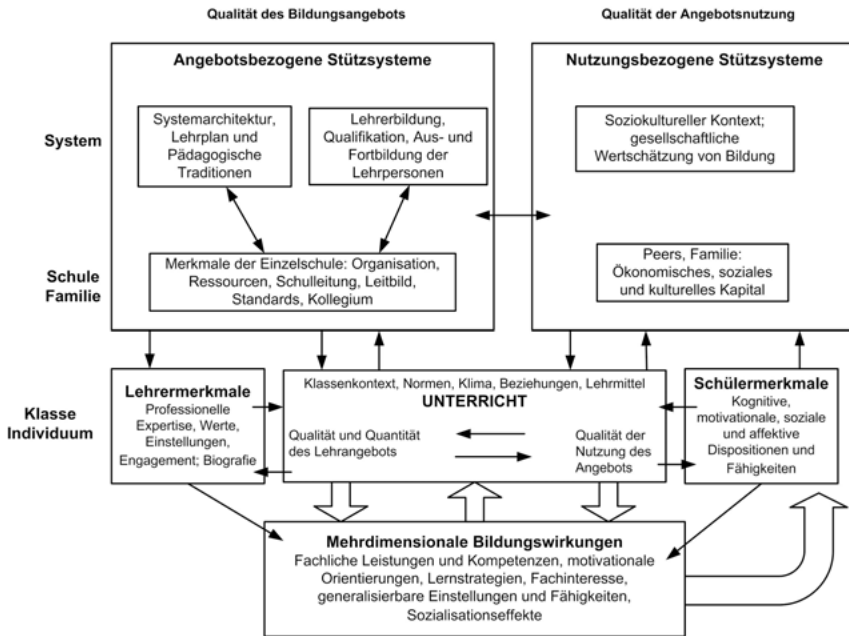 Qualität des Bildungsangebots
Qualität der Angebotsnutzung
Angebotsbezogene Stützsysteme
Nutzungsbezogene Stützsysteme
System
Systemarchitektur,
Lehrplan und
Pädagogische
Traditionen
Lehrerbildung,
Qualifikation, Aus- und
Fortbildung der
Lehrpersonen
Soziokultureller Kontext;
gesellschaftliche
Wertschätzung von Bildung
Schule
Familie
Merkmale der Einzelschule: Organisation,
Ressourcen, Schulleitung, Leitbild,
Standards, Kollegium
Peers, Familie:
Ökonomisches, soziales
und kulturelles Kapital
Klasse
Individuum
Lehrermerkmale
Professionelle
Expertise, Werte,
Einstellungen,
Engagement; Biografie
Klassenkontext, Normen, Klima, Beziehungen, Lehrmittel
UNTERRICHT
Qualität und Quantität
des Lehrangebots
Qualität der
Nutzung des
Angebots
Schülermerkmale
Kognitive,
motivationale, soziale
und affektive
Dispositionen und
Fähigkeiten
Mehrdimensionale Bildungswirkungen
Fachliche Leistungen und Kompetenzen, motivationale
Orientierungen, Lernstrategien, Fachinteresse,
generalisierbare Einstellungen und Fähigkeiten,
Sozialisationseffekte